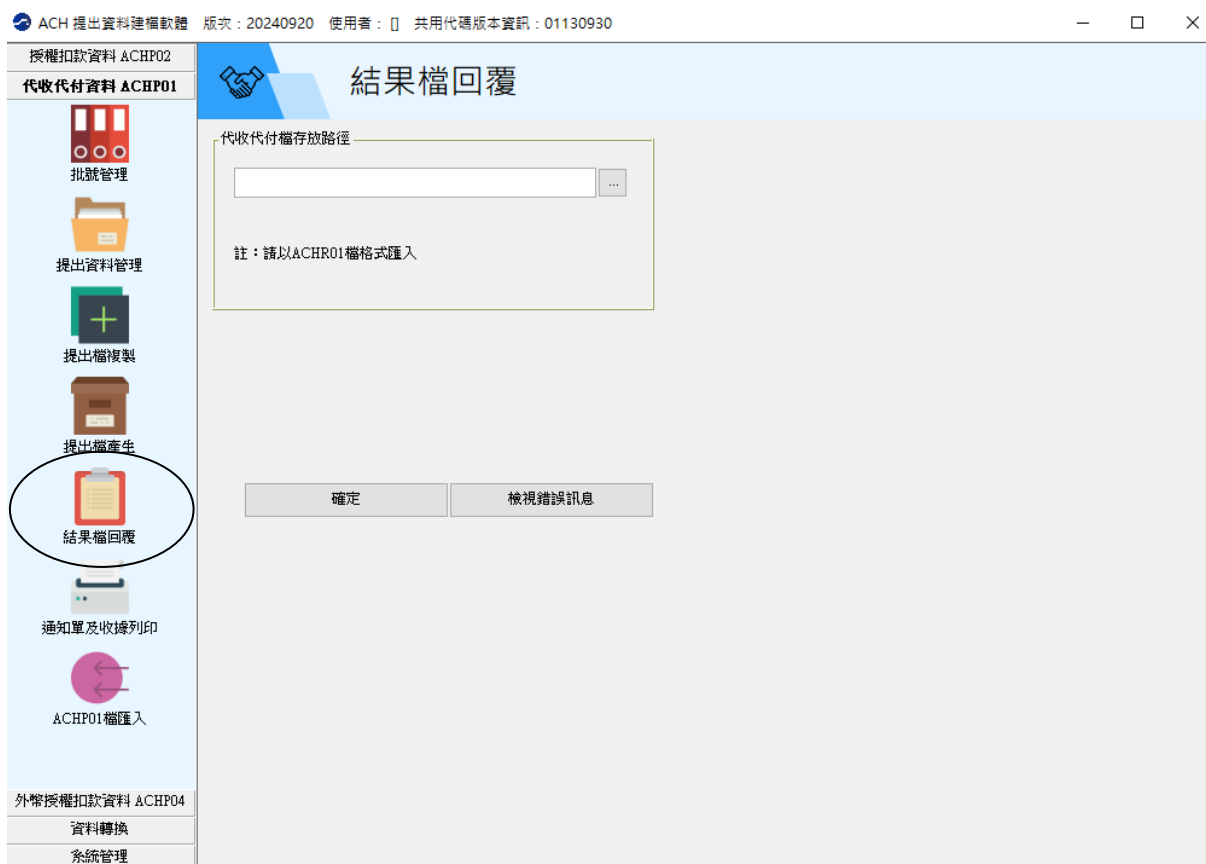 ACH 提出資料建檔軟體 版次：20240920 使用者： [] 共用代碼版本資訊：01130930
授權扣款資料 ACHP02
代收代付資料 ACHP01
批號管理
提出資料管理
提出檔複製
提出檔產生
結果檔回覆
通知單及收據列印
ACHP01檔匯入
外幣授權扣款資料 ACHP04
資料轉換
系統管理
結果檔回覆
代收代付檔存放路徑
...
註：請以ACHR01檔格式匯入
確定
檢視錯誤訊息